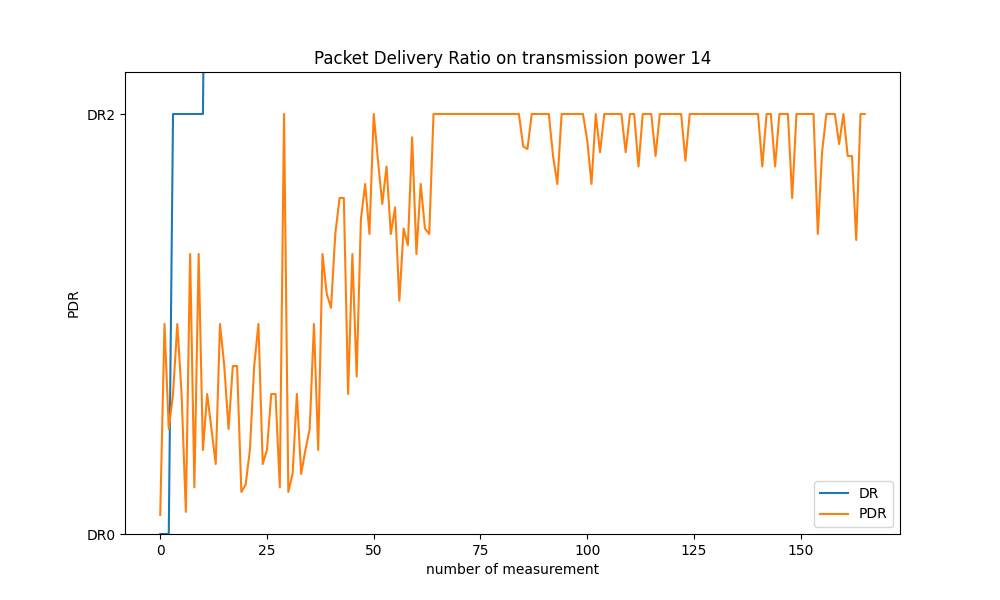 Packet Delivery Ratio on transmission power 14
DR2
PDR
DR0
0 25 50 75 100 125 150
number of measurement
DR
PDR